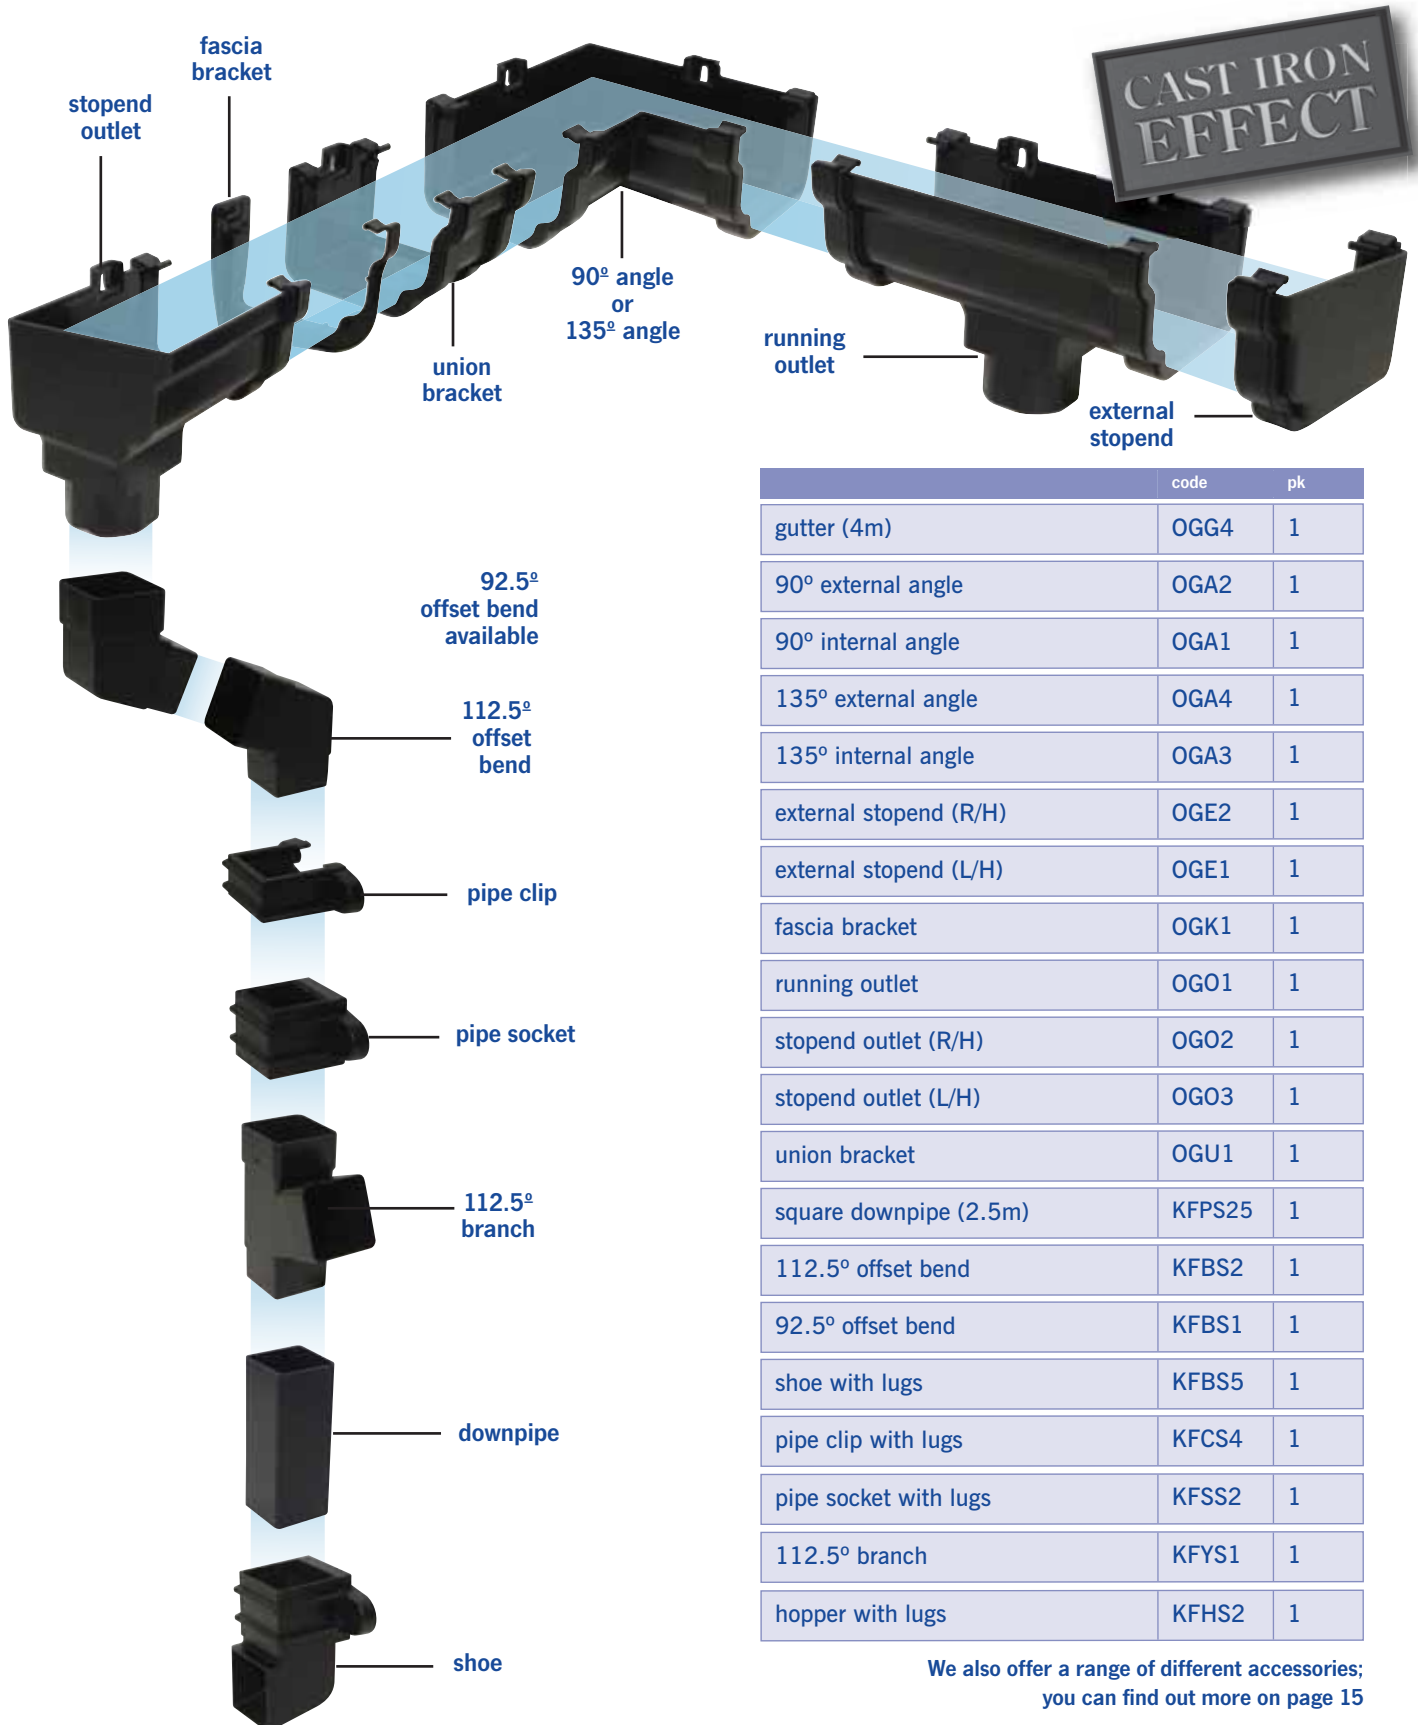 CAST IRON
EFFECT
fascia
bracket
stopend
outlet
90º angle
or
135º angle
union
bracket
running
outlet
external
stopend
92.5º
offset bend
available
112.5º
offset
bend
pipe clip
pipe socket
112.5º
branch
downpipe
shoe
code pk
gutter (4m) OGG4 1
90º external angle OGA2 1
90º internal angle OGA1 1
135º external angle OGA4 1
135º internal angle OGA3 1
external stopend (R/H) OGE2 1
external stopend (L/H) OGE1 1
fascia bracket OGK1 1
running outlet OGO1 1
stopend outlet (R/H) OGO2 1
stopend outlet (L/H) OGO3 1
union bracket OGU1 1
square downpipe (2.5m) KFPS25 1
112.5º offset bend KFBS2 1
92.5º offset bend KFBS1 1
shoe with lugs KFBS5 1
pipe clip with lugs KFCS4 1
pipe socket with lugs KFSS2 1
112.5º branch KFYS1 1
hopper with lugs KFHS2 1
We also offer a range of different accessories;
you can find out more on page 15